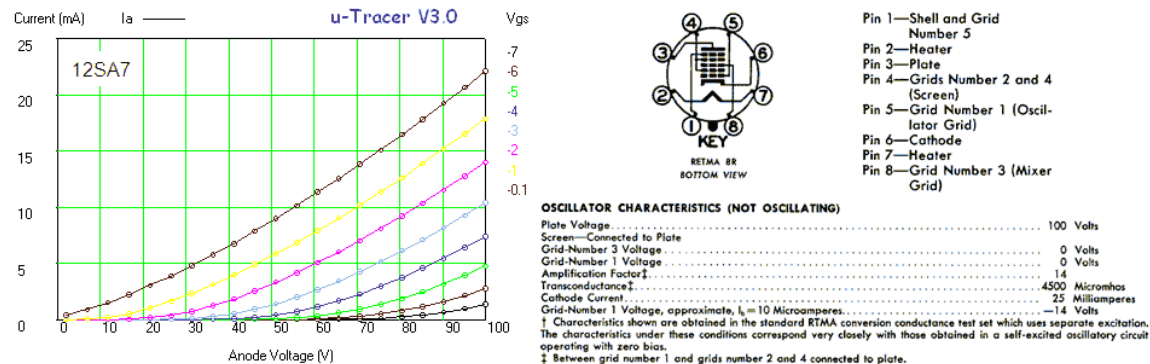 Current (mA) Ia u-Tracer V3.0 Vgs
25
20
15
10
5
0
12SA7
-7
-6
-5
-4
-3
-2
-1
-0.1
0 10 20 30 40 50 60 70 80 90 100
Anode Voltage (V)
1
2
3
4
5
6
7
8
KEY
RETMA 8R
BOTTOM VIEW
Pin 1—Shell and Grid
Number 5
Pin 2—Heater
Pin 3—Plate
Pin 4—Grids Number 2 and 4
(Screen)
Pin 5—Grid Number 1 (Oscil-
lator Grid)
Pin 6—Cathode
Pin 7—Heater
Pin 8—Grid Number 3 (Mixer
Grid)
OSCILLATOR CHARACTERISTICS (NOT OSCILLATING)
Plate Voltage 100 Volts
Screen—Connected to Plate
Grid-Number 3 Voltage 0 Volts
Grid-Number 1 Voltage 0 Volts
Amplification Factor‡ 14
Transconductance‡ 4500 Micromhos
Cathode Current 25 Milliamperes
Grid-Number 1 Voltage, approximate, Ib = 10 Microamperes —14 Volts
† Characteristics shown are obtained in the standard RTMA conversion conductance test set which uses separate excitation.
The characteristics under these conditions correspond very closely with those obtained in a self-excited oscillatory circuit
operating with zero bias.
‡ Between grid number 1 and grids number 2 and 4 connected to plate.